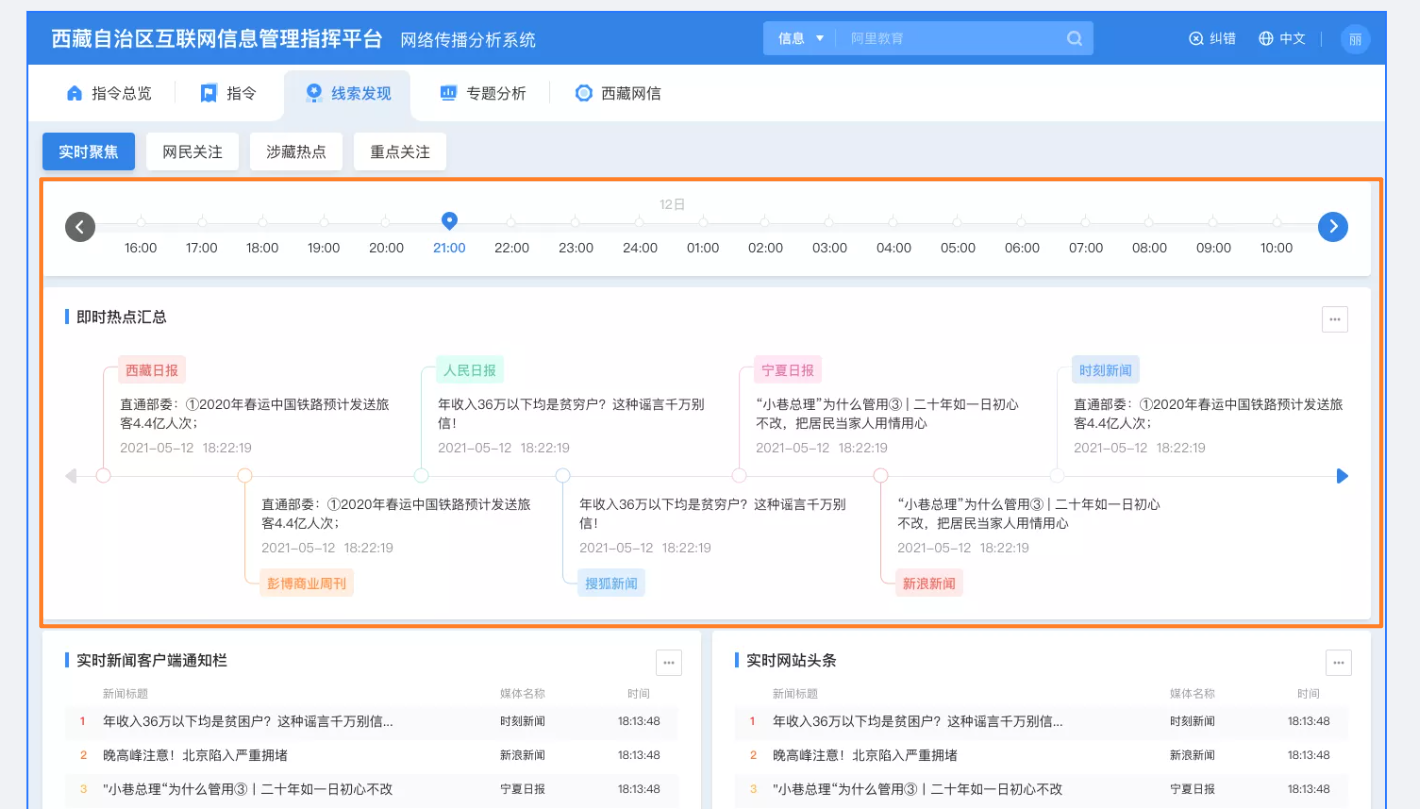 西藏自治区互联网信息管理指挥平台 网络传播分析系统 信息 阿里教育 纠错 中文 丽
指令总览 指令 线索发现 专题分析 西藏网信
实时聚焦 网民关注 涉藏热点 重点关注
12日
16:00 17:00 18:00 19:00 20:00 21:00 22:00 23:00 24:00 01:00 02:00 03:00 04:00 05:00 06:00 07:00 08:00 09:00 10:00
即时热点汇总
西藏日报
直通部委：①2020年春运中国铁路预计发送旅
客4.4亿人次；
2021-05-12 18:22:19
人民日报
年收入36万以下均是贫穷户？这种谣言千万别
信！
2021-05-12 18:22:19
宁夏日报
“小巷总理”为什么管用③ | 二十年如一日初心
不改，把居民当家人用情用心
2021-05-12 18:22:19
时刻新闻
直通部委：①2020年春运中国铁路预计发送旅
客4.4亿人次；
2021-05-12 18:22:19
直通部委：①2020年春运中国铁路预计发送旅
客4.4亿人次；
2021-05-12 18:22:19
彭博商业周刊
年收入36万以下均是贫穷户？这种谣言千万别
信！
2021-05-12 18:22:19
搜狐新闻
“小巷总理”为什么管用③ | 二十年如一日初心
不改，把居民当家人用情用心
2021-05-12 18:22:19
新浪新闻
实时新闻客户端通知栏
新闻标题 媒体名称 时间
1 年收入36万以下均是贫困户？这种谣言千万别信... 时刻新闻 18:13:48
2 晚高峰注意！北京陷入严重拥堵 新浪新闻 18:13:48
3 “小巷总理“为什么管用③丨二十年如一日初心不改 宁夏日报 18:13:48
实时网站头条
新闻标题 媒体名称 时间
1 年收入36万以下均是贫困户？这种谣言千万别信... 时刻新闻 18:13:48
2 晚高峰注意！北京陷入严重拥堵 新浪新闻 18:13:48
3 “小巷总理“为什么管用③丨二十年如一日初心不改 宁夏日报 18:13:48